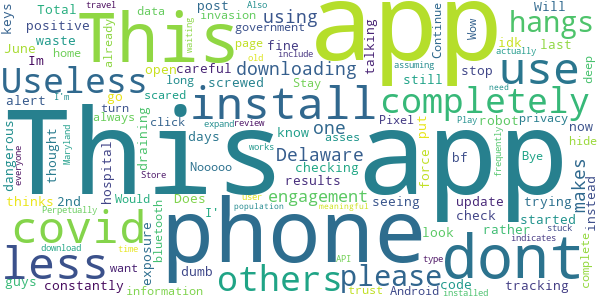 keys Total June post invasion using This app hangs
positive waste data government Will idk
Im home already page fine talking careful Wow Also travel waiting old include Continue last
Useless open downloading Stay stop actually assuming use deep
alert go long screwed still
scared install completely
dangerous I'm turn always click draining one Pixel robot put privacy now need
thought days know asses force Play frequently hide
everyone This app
Maryland hospital Nooooo Delaware bf Bye
thinks 2nd checking seeing update trying makes instead
Would Does I' results engagement check started Store expand review works
covid phone dont
user look rather
Perpetually population meaningful code stuck
less bluetooth exposure others please tracking complete
download time API type indicates
guys want dumb trust Android installed
constantly information